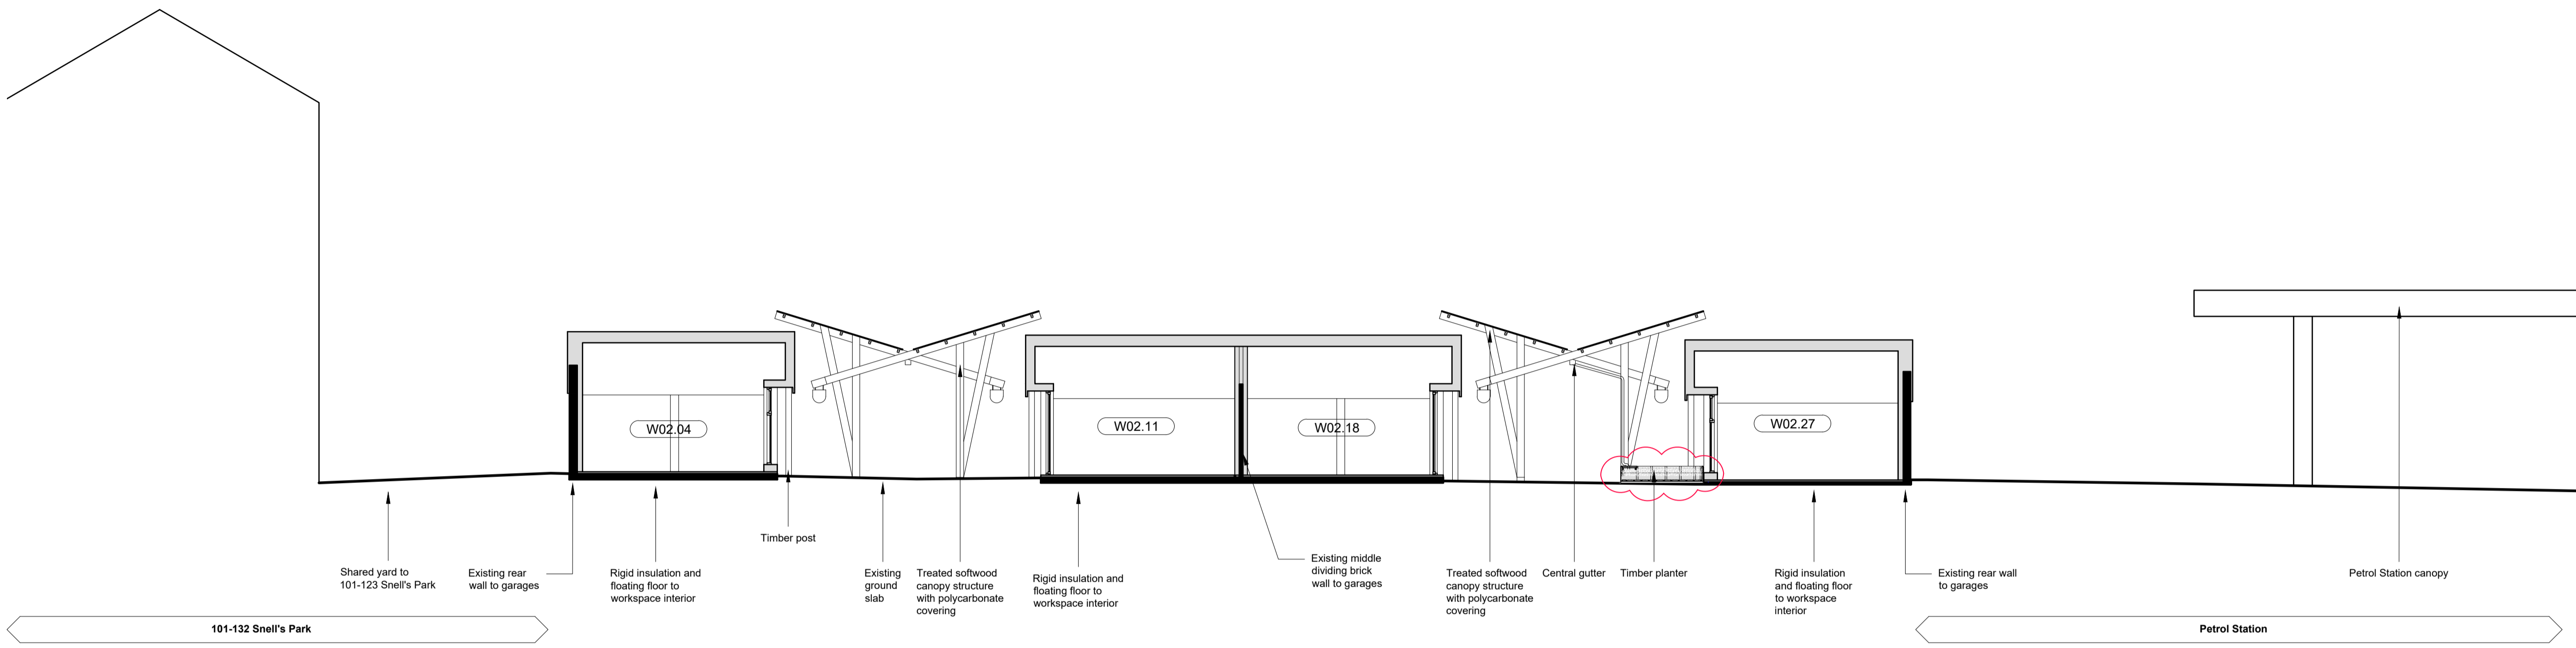 W02.04
W02.11
W02.18
W02.27
Timber post
Shared yard to
101-123 Snell's Park
Existing rear
wall to garages
Rigid insulation and
floating floor to
workspace interior
Existing
ground
slab
Treated softwood
canopy structure
with polycarbonate
covering
Rigid insulation and
floating floor to
workspace interior
Existing middle
dividing brick
wall to garages
Treated softwood
canopy structure
with polycarbonate
covering
Central gutter
Timber planter
Rigid insulation
and floating floor
to workspace
interior
Existing rear wall
to garages
Petrol Station canopy
101-132 Snell's Park
Petrol Station